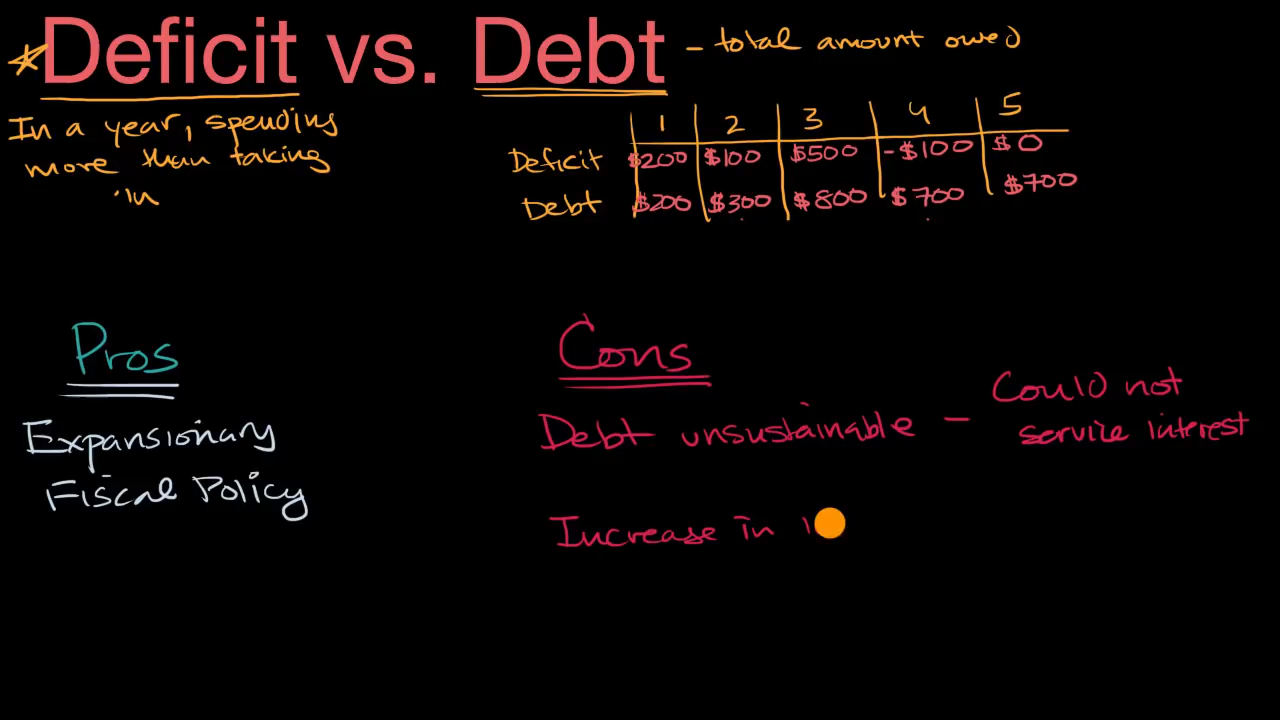 Deficit vs. Debt - total amount owed
In a year, spending
more than taking
in
1 2 3 4 5
Deficit $200 $100 $500 -$100 $0
Debt $200 $300 $800 $700 $700
Pros
Expansionary
Fiscal Policy
Cons
Debt unsustainable - Could not
service interest
Increase in